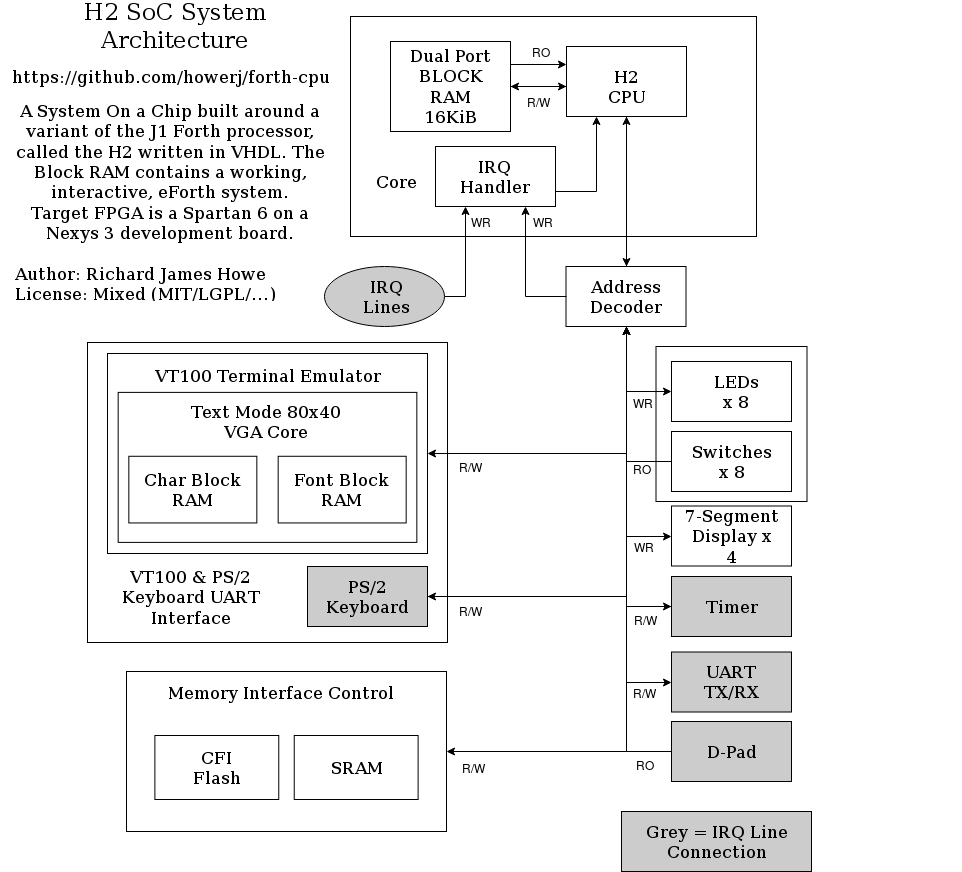 H2 SoC System
Architecture
https://github.com/howerj/forth-cpu
A System On a Chip built around a
variant of the J1 Forth processor,
called the H2 written in VHDL. The
Block RAM contains a working,
interactive, eForth system.
Target FPGA is a Spartan 6 on a
Nexys 3 development board.
Author: Richard James Howe
License: Mixed (MIT/LGPL/...)
Dual Port
BLOCK
RAM
16KiB
RO
R/W
H2
CPU
Core
IRQ
Handler
WR
WR
IRQ
Lines
Address
Decoder
VT100 Terminal Emulator
Text Mode 80x40
VGA Core
Char Block
RAM
Font Block
RAM
R/W
VT100 & PS/2
Keyboard UART
Interface
PS/2
Keyboard
R/W
LEDs
x 8
WR
Switches
x 8
RO
7-Segment
Display x
4
WR
Timer
R/W
UART
TX/RX
R/W
D-Pad
RO
Memory Interface Control
CFI
Flash
SRAM
R/W
Grey = IRQ Line
Connection